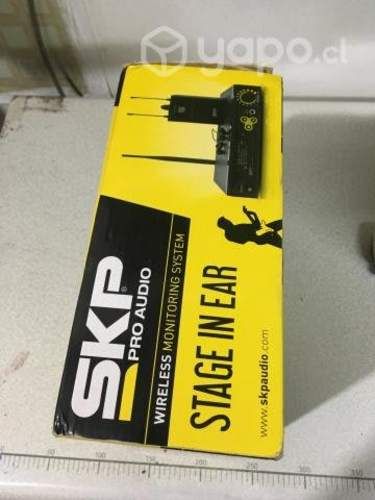 yapo.cl
SKP
PRO AUDIO
WIRELESS MONITORING SYSTEM
STAGE IN EAR
www.skpaudio.com